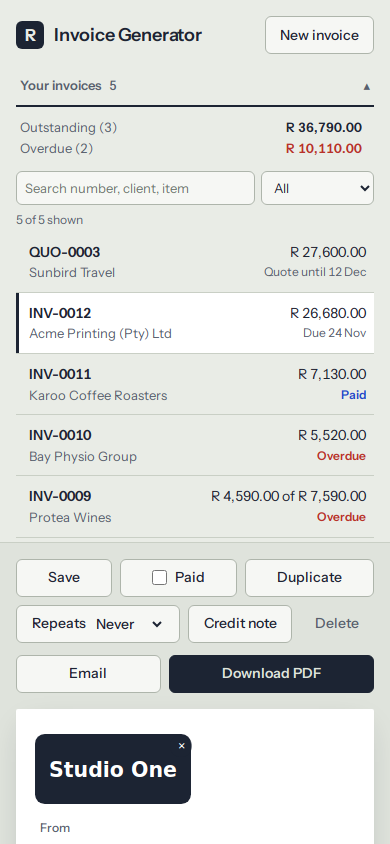 R Invoice Generator New invoice
Your invoices 5 ▲
Outstanding (3) R 36,790.00
Overdue (2) R 10,110.00
Search number, client, item All
5 of 5 shown
QUO-0003 R 27,600.00
Sunbird Travel Quote until 12 Dec
INV-0012 R 26,680.00
Acme Printing (Pty) Ltd Due 24 Nov
INV-0011 R 7,130.00
Karoo Coffee Roasters Paid
INV-0010 R 5,520.00
Bay Physio Group Overdue
INV-0009 R 4,590.00 of R 7,590.00
Protea Wines Overdue
Save Paid Duplicate
Repeats Never Credit note Delete
Email Download PDF
×
Studio One
From